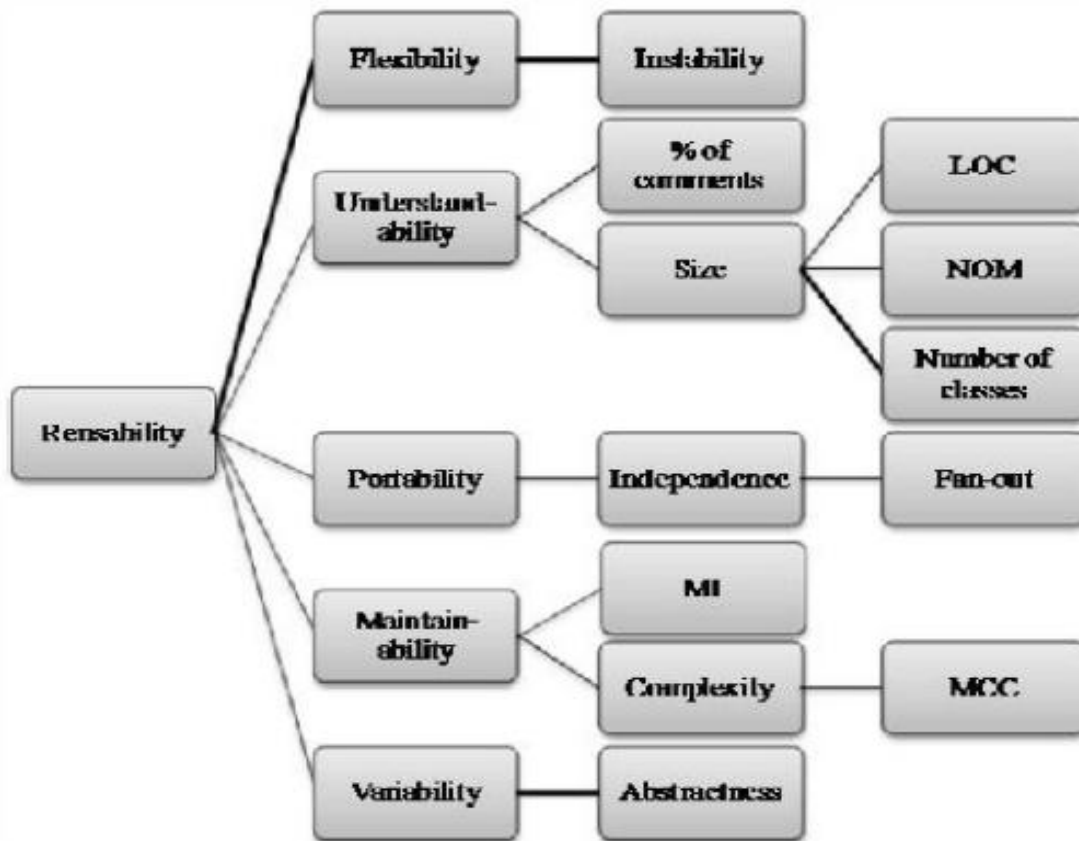 Flexibility
Instability
% of
comments
LOC
Understand-
ability
Size
NOM
Number of
classes
Reusability
Portability
Independence
Fan-out
MI
Maintain-
ability
Complexity
MCC
Variability
Abstractness